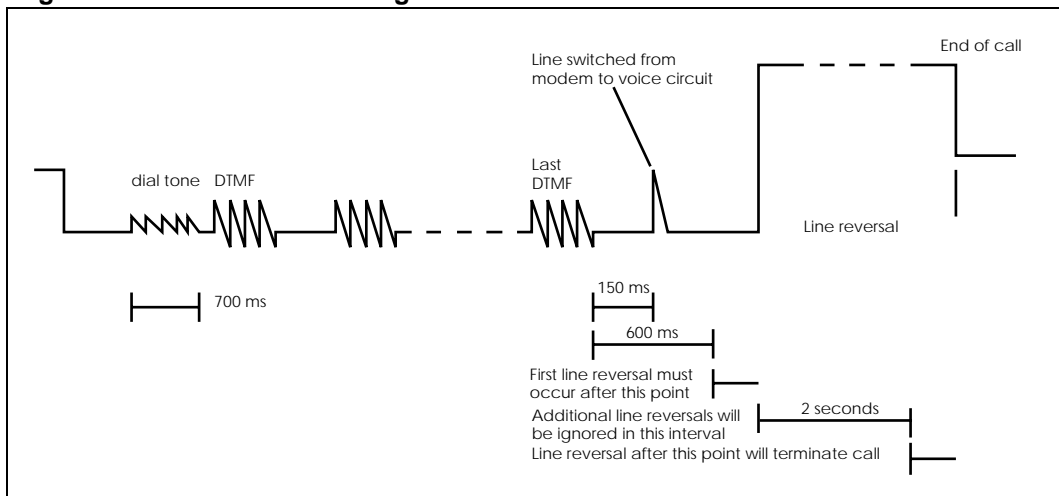 End of call
Line switched from
modem to voice circuit
dial tone
DTMF
Last
DTMF
Line reversal
700 ms
150 ms
600 ms
First line reversal must
occur after this point
Additional line reversals will
be ignored in this interval
2 seconds
Line reversal after this point will terminate call